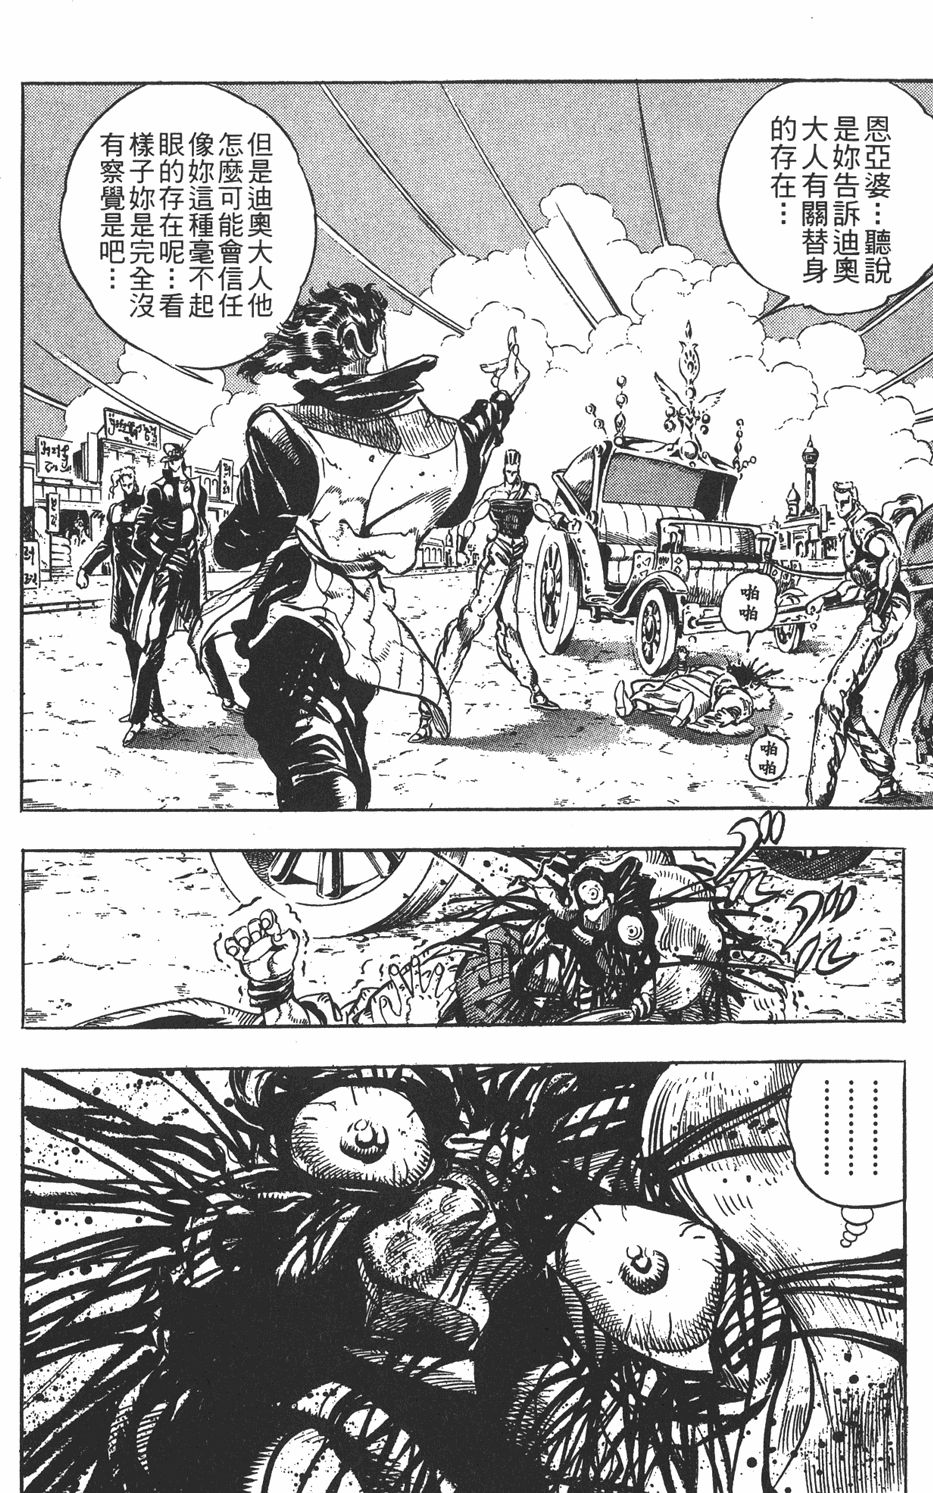 恩亞婆…聽說
是妳告訴迪奧
大人有關替身
的存在…
但是迪奧大人他
怎麼可能會信任
像妳這種毫不起
眼的存在呢…看
樣子妳是完全沒
有察覺是吧…
啪
啪
啪
啪
………
………